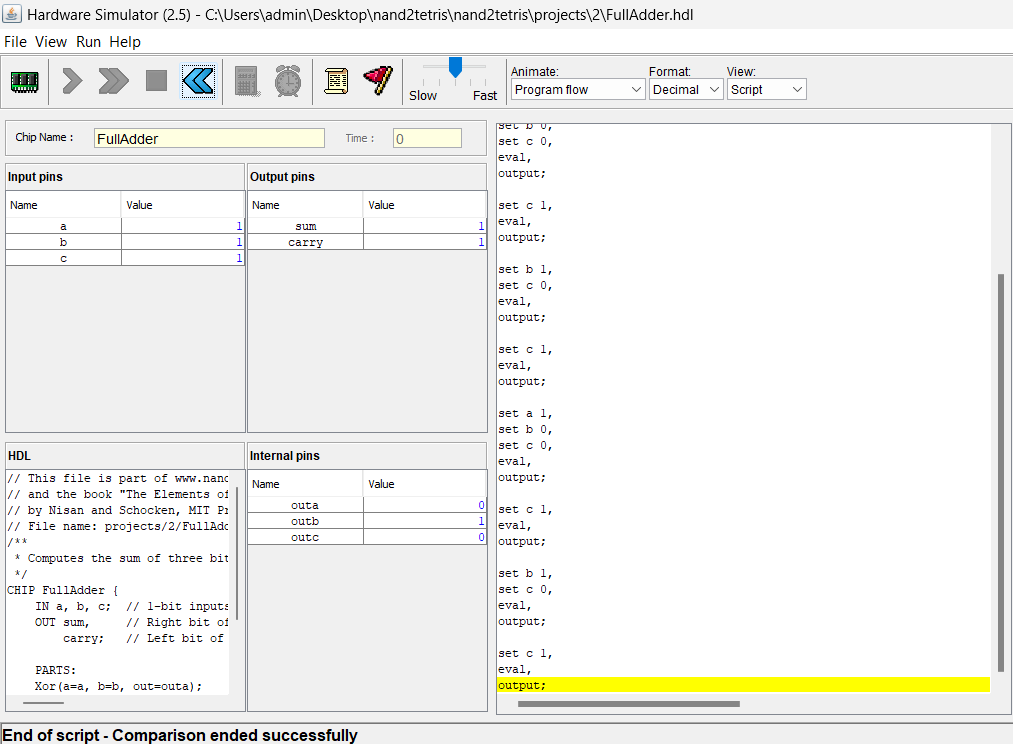 Hardware Simulator (2.5) - C:\Users\admin\Desktop\nand2tetris\nand2tetris\projects\2\FullAdder.hdl
File View Run Help
Slow Fast
Animate: Format: View:
Program flow Decimal Script
Chip Name : FullAdder Time : 0
Input pins
Name Value
a 1
b 1
c 1
Output pins
Name Value
sum 1
carry 1
HDL
// This file is part of www.nand
// and the book "The Elements of
// by Nisan and Schocken, MIT Pr
// File name: projects/2/FullAdd
/**
* Computes the sum of three bit
*/
CHIP FullAdder {
IN a, b, c; // 1-bit inputs
OUT sum, // Right bit of
carry; // Left bit of
PARTS:
Xor(a=a, b=b, out=outa);
Internal pins
Name Value
outa 0
outb 1
outc 0
set b 0,
set c 0,
eval,
output;
set c 1,
eval,
output;
set b 1,
set c 0,
eval,
output;
set c 1,
eval,
output;
set a 1,
set b 0,
set c 0,
eval,
output;
set c 1,
eval,
output;
set b 1,
set c 0,
eval,
output;
set c 1,
eval,
output;
End of script - Comparison ended successfully